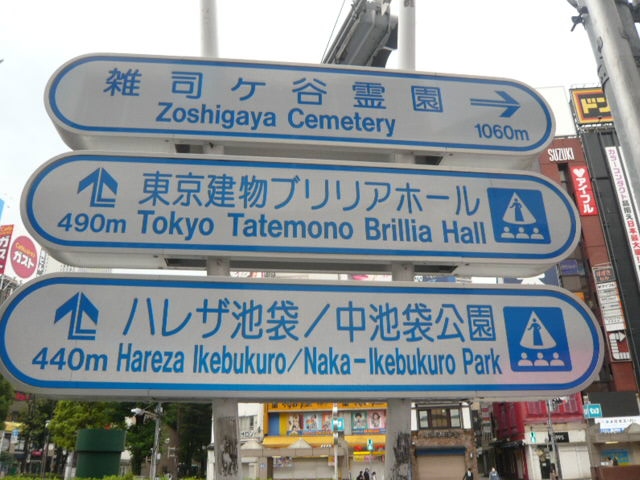 雑司ケ谷霊園
Zoshigaya Cemetery
1060m
東京建物ブリリアホール
490m Tokyo Tatemono Brillia Hall
ハレザ池袋／中池袋公園
440m Hareza Ikebukuro/Naka-Ikebukuro Park
SUZUKI
アイフル
ドン
ガスト